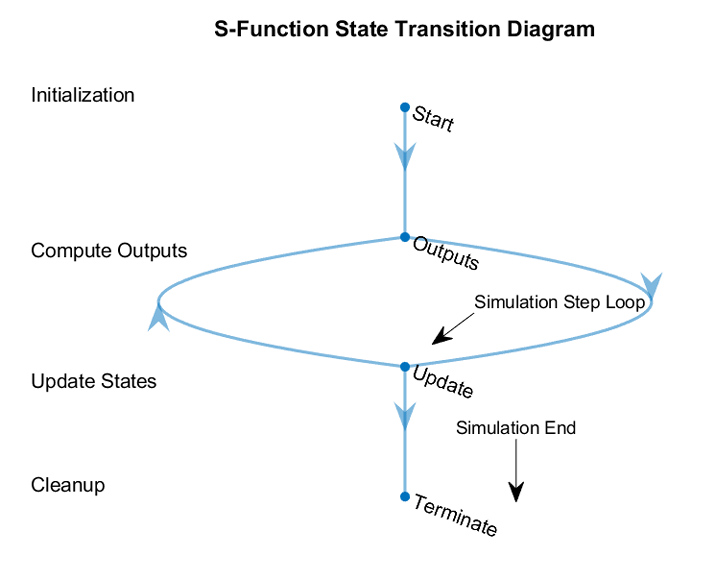 S-Function State Transition Diagram
Initialization
Start
Compute Outputs
Outputs
Simulation Step Loop
Update States
Update
Simulation End
Cleanup
Terminate